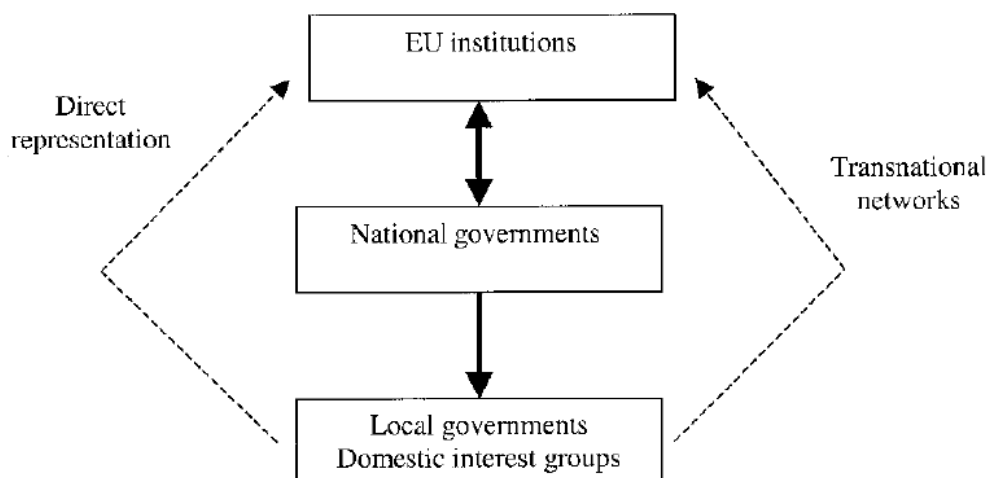 EU institutions
Direct
representation
Transnational
networks
National governments
Local governments
Domestic interest groups